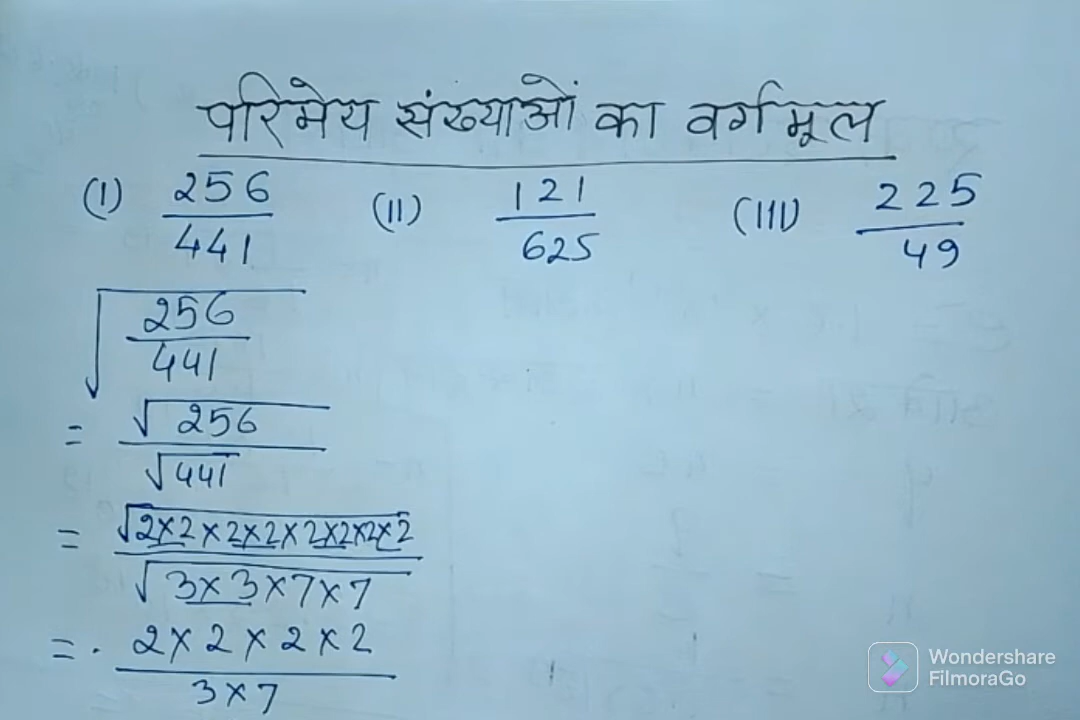 परिमेय संख्याओं का वर्गमूल
(I) 256/441 (II) 121/625 (III) 225/49
√(256/441)
= √256/√441
= √2×2×2×2×2×2×2×2/√3×3×7×7
= . 2×2×2×2/3×7
Wondershare
FilmoraGo